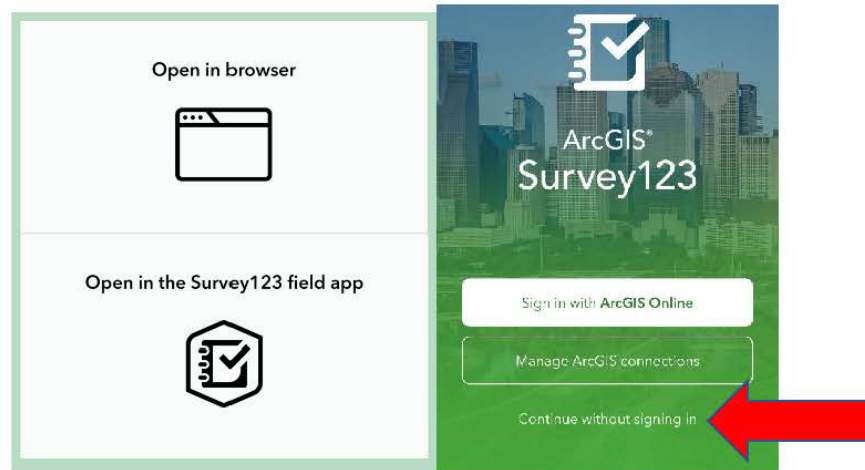 Open in browser
Open in the Survey123 field app
ArcGIS®
Survey123
Sign in with ArcGIS Online
Manage ArcGIS connections
Continue without signing in